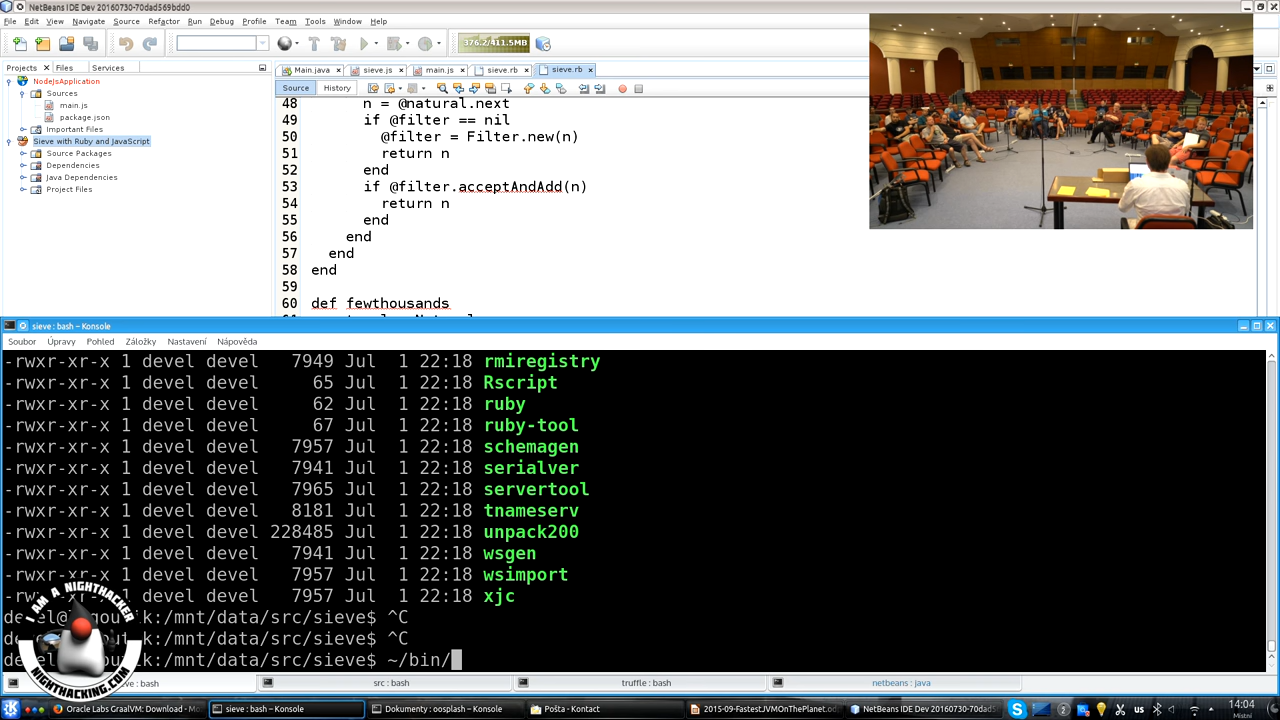 NetBeans IDE Dev 20160730-70dad569bdd0
File Edit View Navigate Source Refactor Run Debug Profile Team Tools Window Help
376.2/411.5MB
Projects Files Services
NodeJsApplication
Sources
main.js
package.json
Important Files
Sieve with Ruby and JavaScript
Source Packages
Dependencies
Java Dependencies
Project Files
Main.java sieve.js main.js sieve.rb sieve.rb
Source History
48 n = @natural.next
49 if @filter == nil
50 @filter = Filter.new(n)
51 return n
52 end
53 if @filter.acceptAndAdd(n)
54 return n
55 end
56 end
57 end
58 end
59
60 def fewthousands
sieve : bash – Konsole
Soubor Úpravy Pohled Záložky Nastavení Nápověda
-rwxr-xr-x 1 devel devel 7949 Jul 1 22:18 rmiregistry
-rwxr-xr-x 1 devel devel 65 Jul 1 22:18 Rscript
-rwxr-xr-x 1 devel devel 62 Jul 1 22:18 ruby
-rwxr-xr-x 1 devel devel 67 Jul 1 22:18 ruby-tool
-rwxr-xr-x 1 devel devel 7957 Jul 1 22:18 schemagen
-rwxr-xr-x 1 devel devel 7941 Jul 1 22:18 serialver
-rwxr-xr-x 1 devel devel 7965 Jul 1 22:18 servertool
-rwxr-xr-x 1 devel devel 8181 Jul 1 22:18 tnameserv
-rwxr-xr-x 1 devel devel 228485 Jul 1 22:18 unpack200
-rwxr-xr-x 1 devel devel 7941 Jul 1 22:18 wsgen
-rwxr-xr-x 1 devel devel 7957 Jul 1 22:18 wsimport
-rwxr-xr-x 1 devel devel 7957 Jul 1 22:18 xjc
:/mnt/data/src/sieve$ ^C
:/mnt/data/src/sieve$ ^C
:/mnt/data/src/sieve$ ~/bin/
I AM A NIGHTHACKER
NIGHTHACKING.COM
: bash src : bash truffle : bash netbeans : java
Oracle Labs GraalVM: Download - Mo sieve : bash – Konsole Dokumenty : oosplash – Konsole Pošta - Kontact 2015-09-FastestJVMOnThePlanet.od NetBeans IDE Dev 20160730-70dad5 us 14:04
Místní